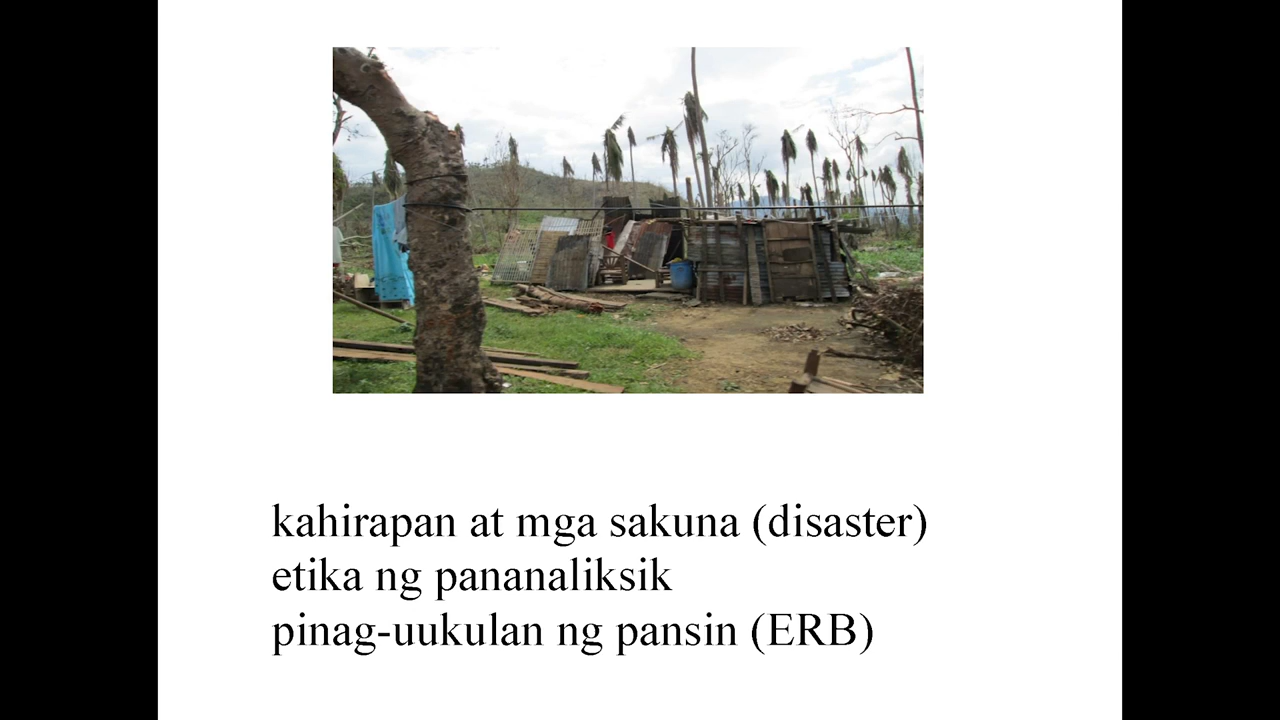 kahirapan at mga sakuna (disaster)
etika ng pananaliksik
pinag-uukulan ng pansin (ERB)